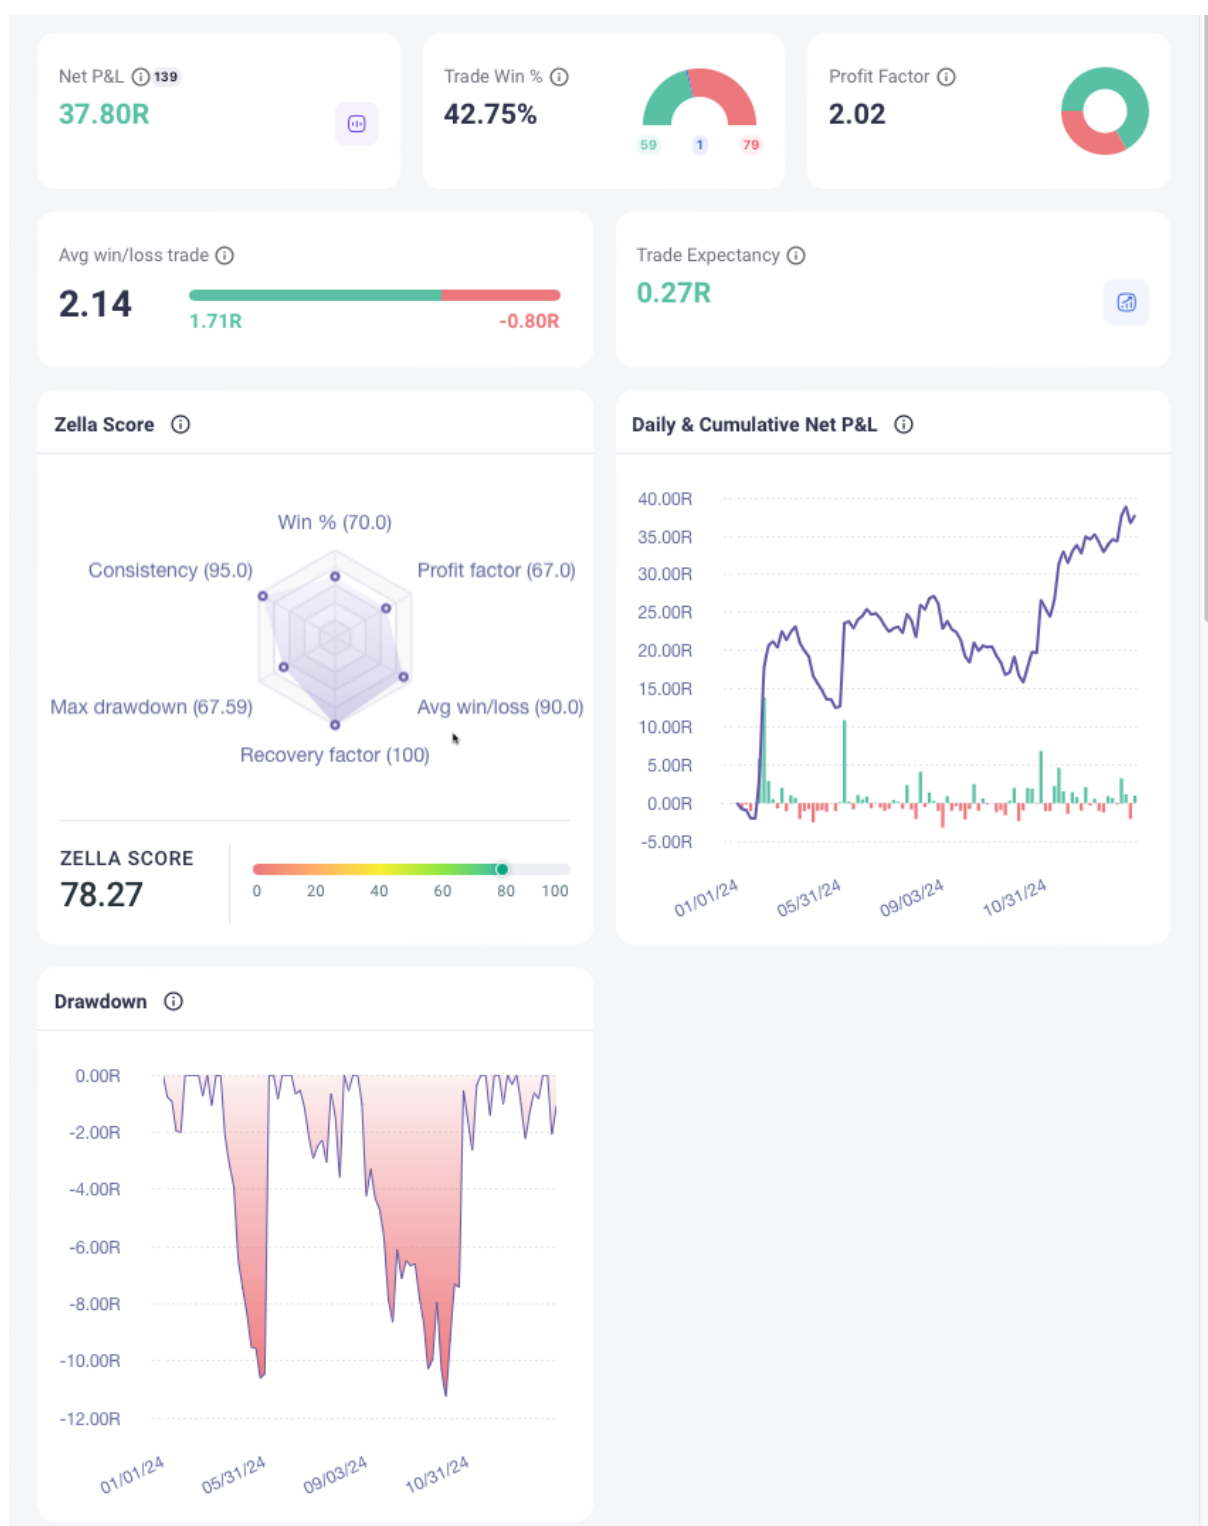 Net P&L 139
37.80R
Trade Win %
42.75%
59 1 79
Profit Factor
2.02
Avg win/loss trade
2.14
1.71R -0.80R
Trade Expectancy
0.27R
Zella Score
Win % (70.0)
Consistency (95.0) Profit factor (67.0)
Max drawdown (67.59) Avg win/loss (90.0)
Recovery factor (100)
ZELLA SCORE
78.27
0 20 40 60 80 100
Daily & Cumulative Net P&L
40.00R
35.00R
30.00R
25.00R
20.00R
15.00R
10.00R
5.00R
0.00R
-5.00R
01/01/24 05/31/24 09/03/24 10/31/24
Drawdown
0.00R
-2.00R
-4.00R
-6.00R
-8.00R
-10.00R
-12.00R
01/01/24 05/31/24 09/03/24 10/31/24